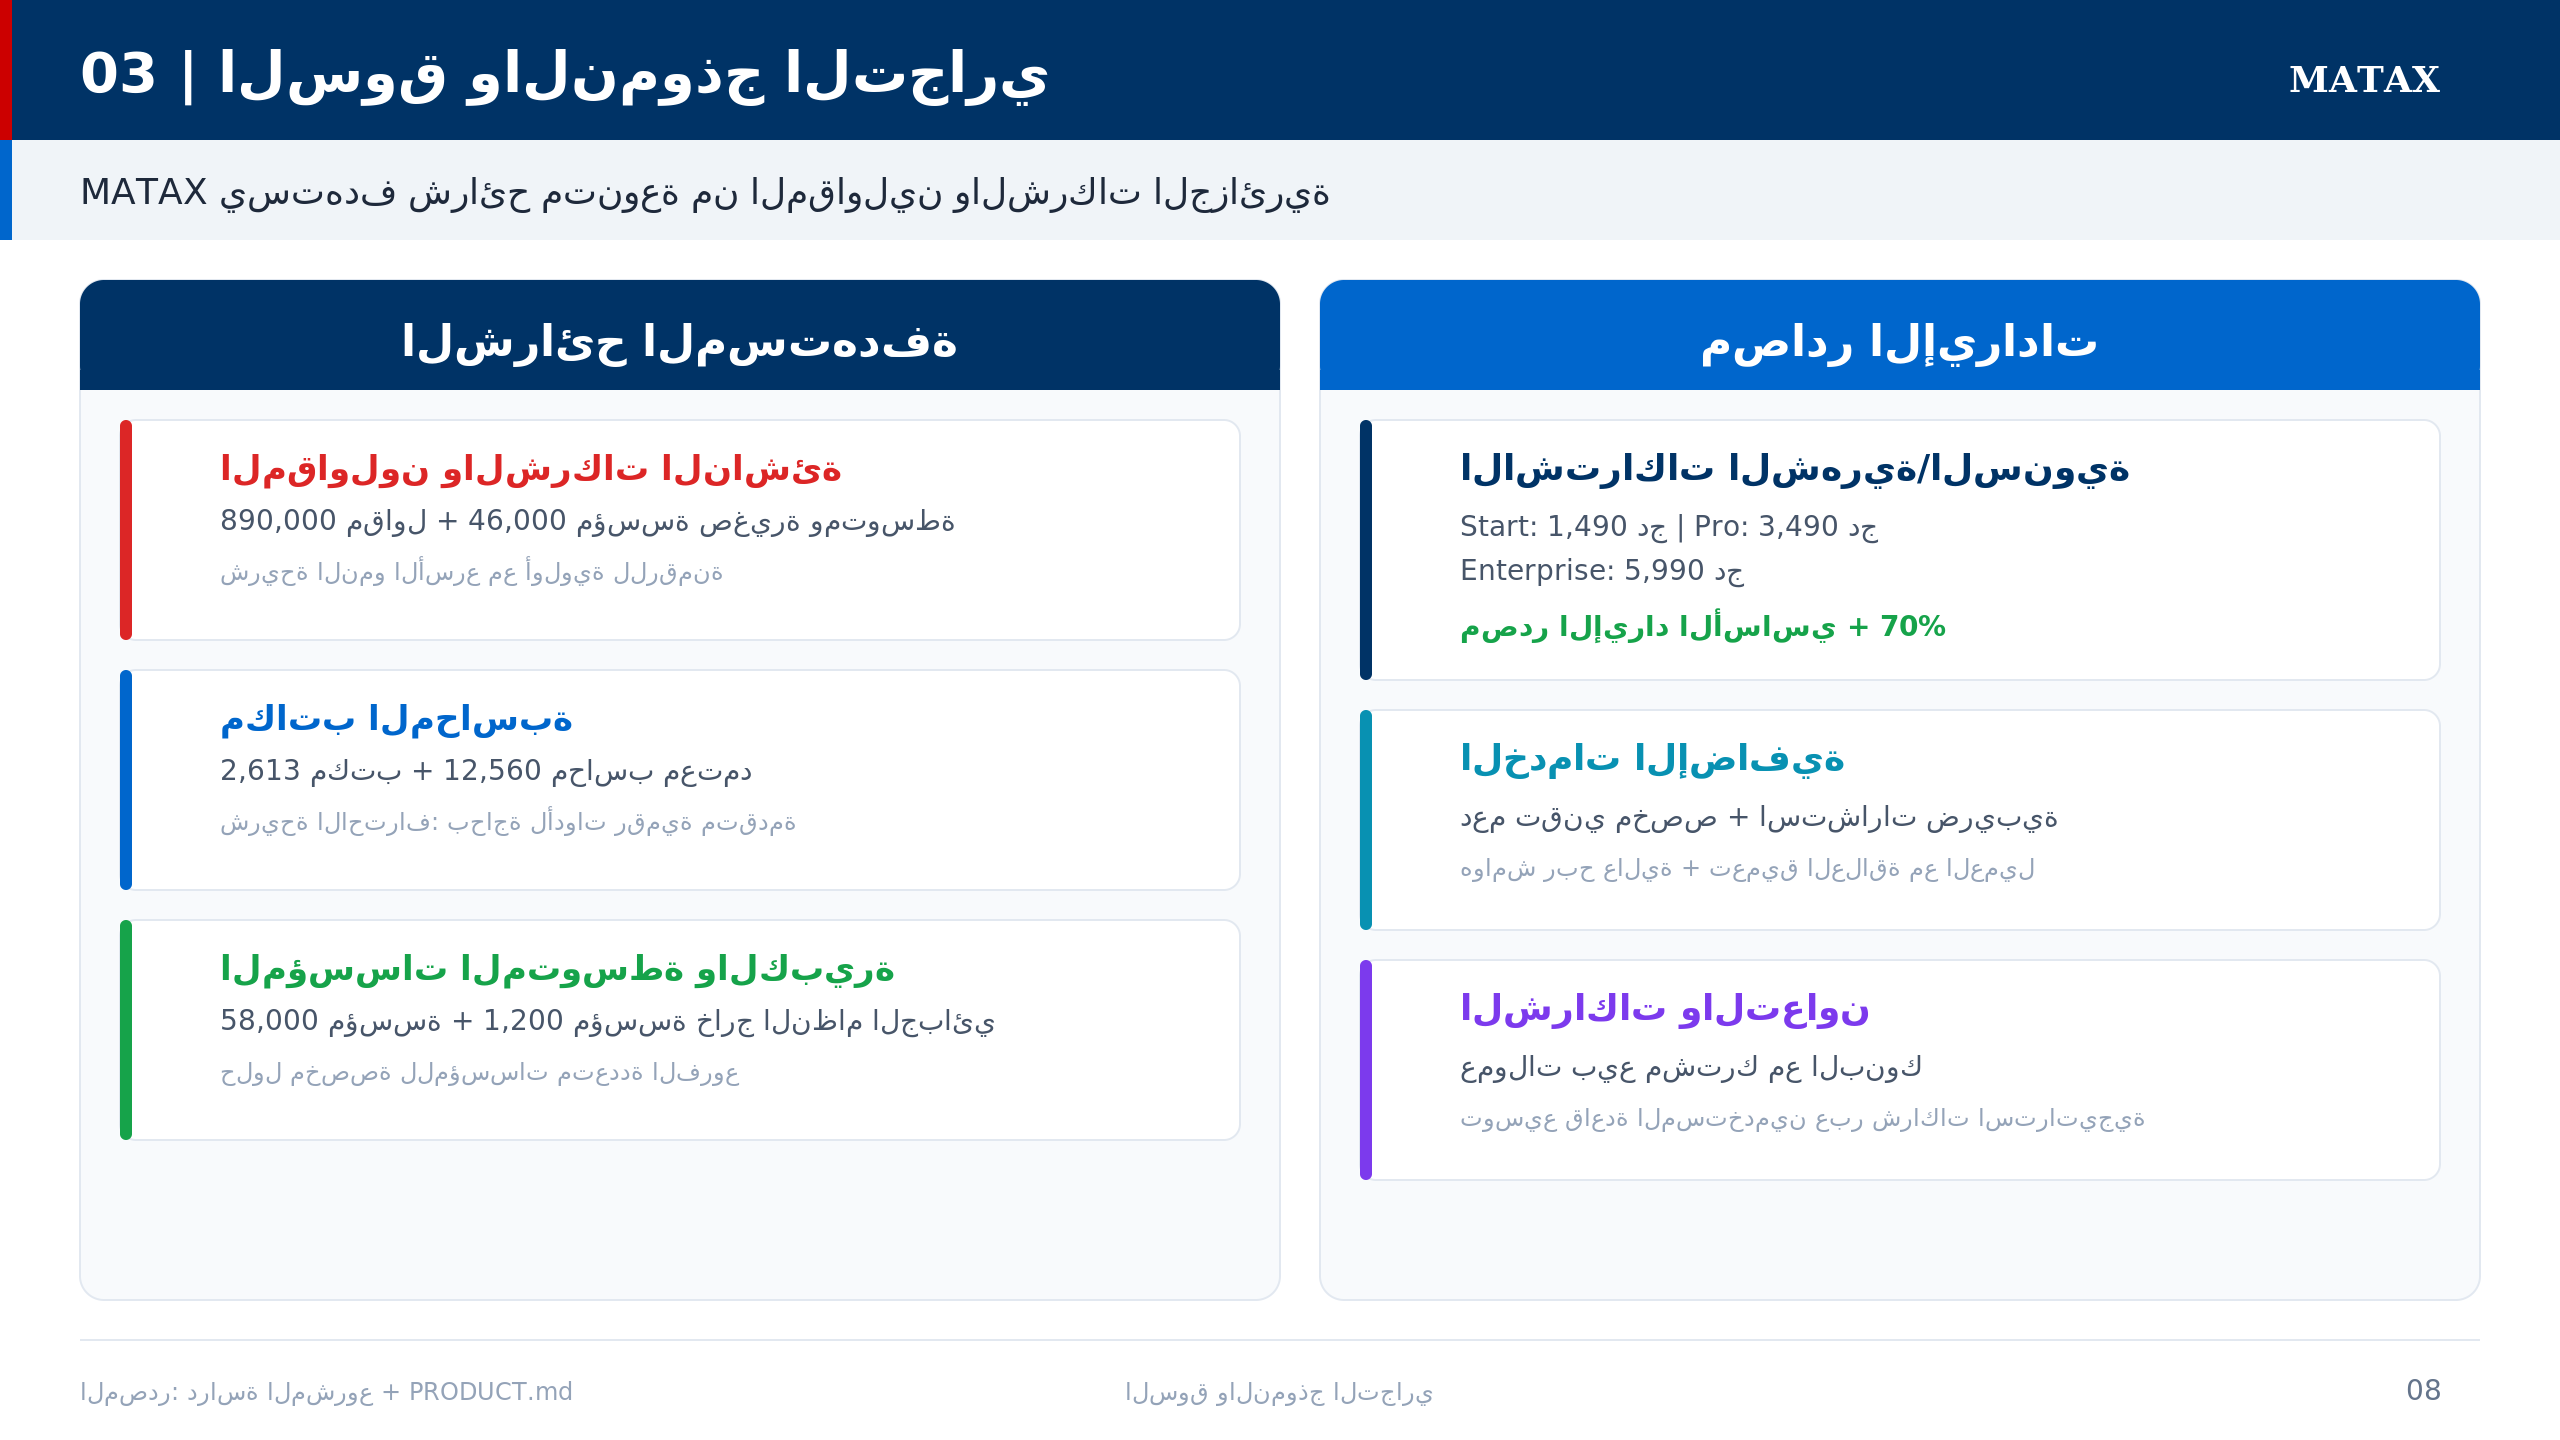 03 | السوق والنموذج التجاري
MATAX
MATAX يستهدف شرائح متنوعة من المقاولين والشركات الجزائرية
الشرائح المستهدفة
المقاولون والشركات الناشئة
890,000 مقاول + 46,000 مؤسسة صغيرة ومتوسطة
شريحة النمو الأسرع مع أولوية للرقمنة
مكاتب المحاسبة
2,613 مكتب + 12,560 محاسب معتمد
شريحة الاحتراف: بحاجة لأدوات رقمية متقدمة
المؤسسات المتوسطة والكبيرة
58,000 مؤسسة + 1,200 مؤسسة خارج النظام الجبائي
حلول مخصصة للمؤسسات متعددة الفروع
مصادر الإيرادات
الاشتراكات الشهرية/السنوية
Start: 1,490 دج | Pro: 3,490 دج
Enterprise: 5,990 دج
مصدر الإيراد الأساسي + 70%
الخدمات الإضافية
دعم تقني مخصص + استشارات ضريبية
هوامش ربح عالية + تعميق العلاقة مع العميل
الشراكات والتعاون
عمولات بيع مشترك مع البنوك
توسيع قاعدة المستخدمين عبر شراكات استراتيجية
المصدر: دراسة المشروع + PRODUCT.md
السوق والنموذج التجاري
08